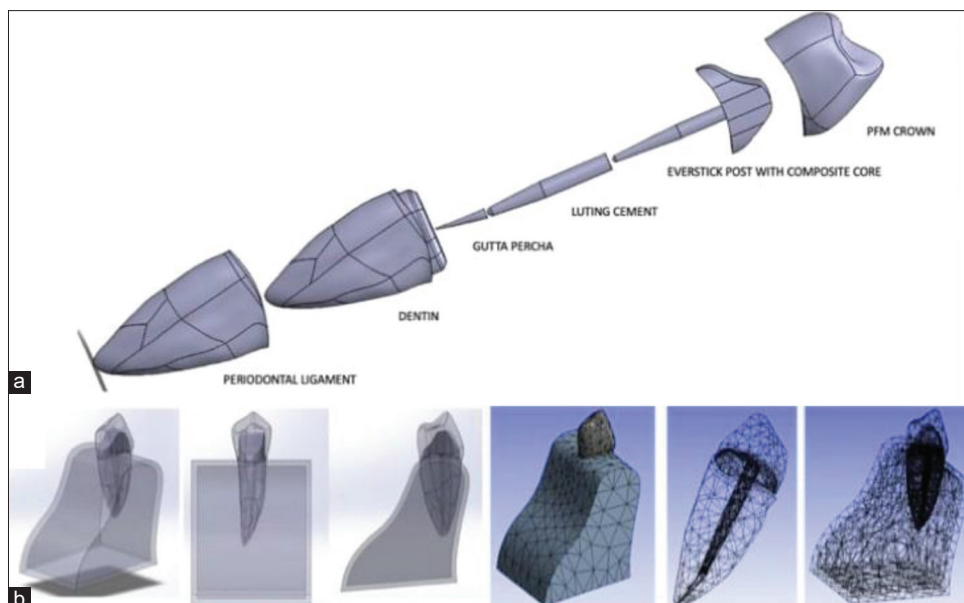 PFM CROWN
EVERSTICK POST WITH COMPOSITE CORE
LUTING CEMENT
GUTTA PERCHA
DENTIN
PERIODONTAL LIGAMENT
a
b